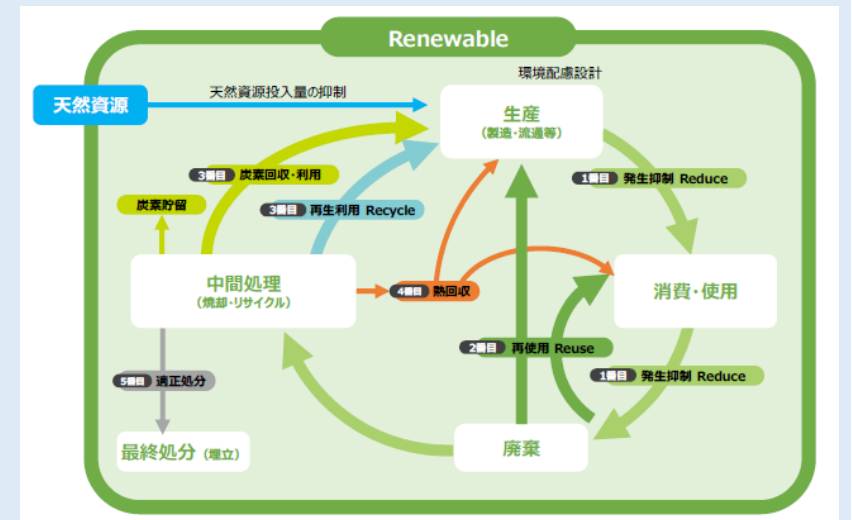 Renewable
環境配慮設計
天然資源
天然資源投入量の抑制
生産
(製造・流通等)
3番目 炭素回収・利用
1番目 発生抑制 Reduce
炭素貯留
3番目 再生利用 Recycle
中間処理
(焼却・リサイクル)
4番目 熱回収
消費・使用
2番目 再使用 Reuse
5番目 適正処分
1番目 発生抑制 Reduce
最終処分 (埋立)
廃棄